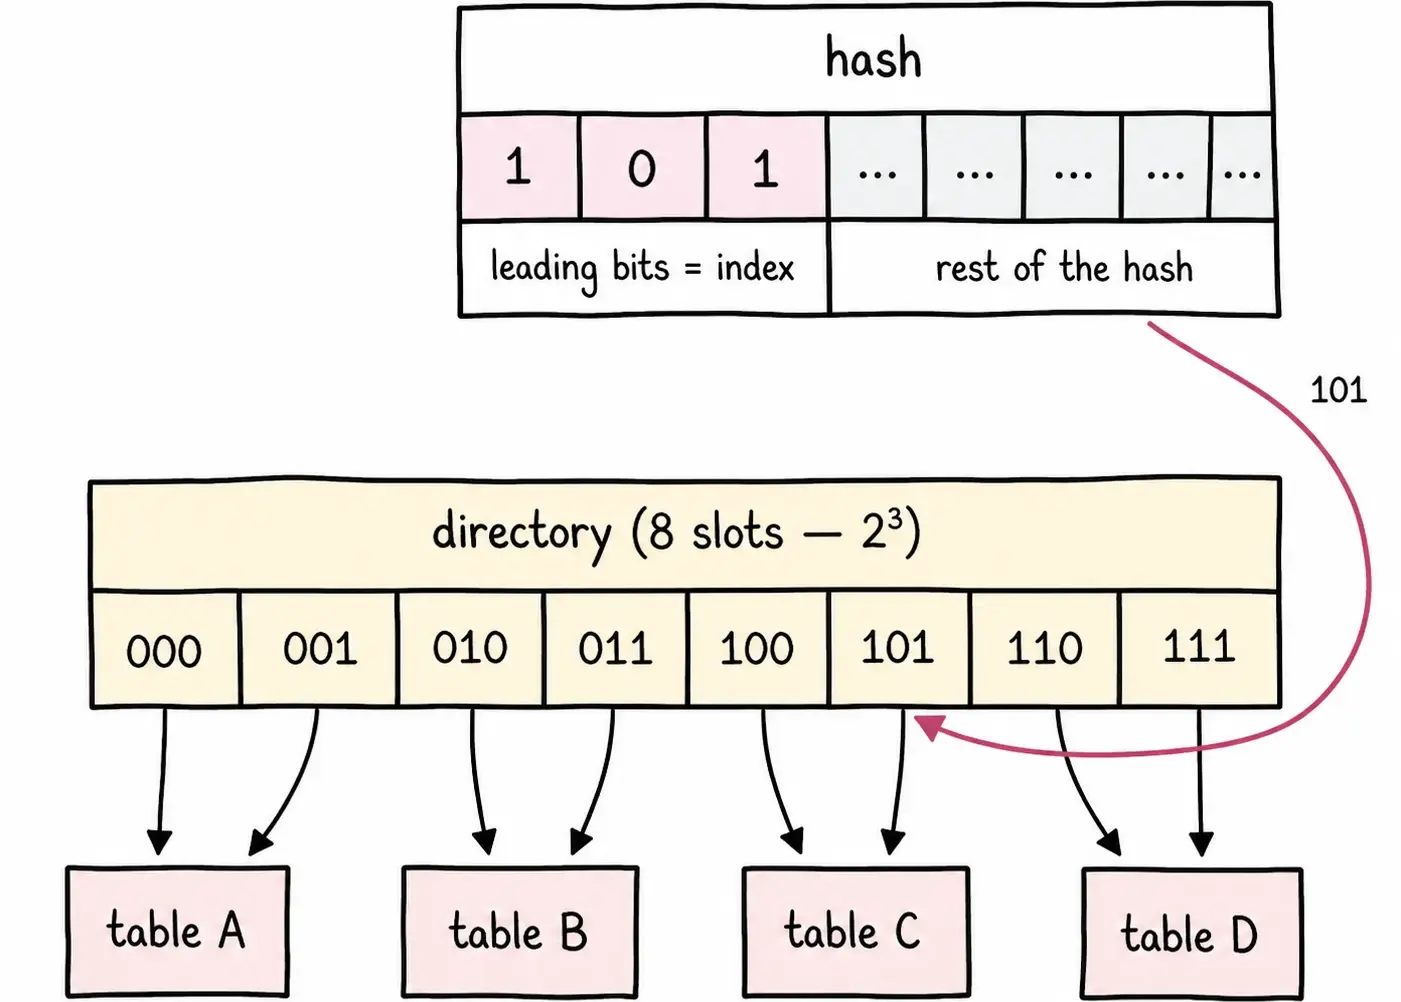 hash
1 0 1 ... ... ... ... ...
leading bits = index rest of the hash
101
directory (8 slots — 2³)
000 001 010 011 100 101 110 111
table A table B table C table D